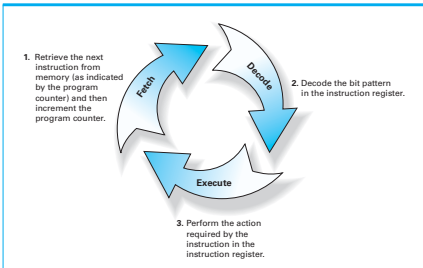 1. Retrieve the next
instruction from
memory (as indicated
by the program
counter) and then
increment the
program counter.
Fetch
Decode
2. Decode the bit pattern
in the instruction register.
Execute
3. Perform the action
required by the
instruction in the
instruction register.